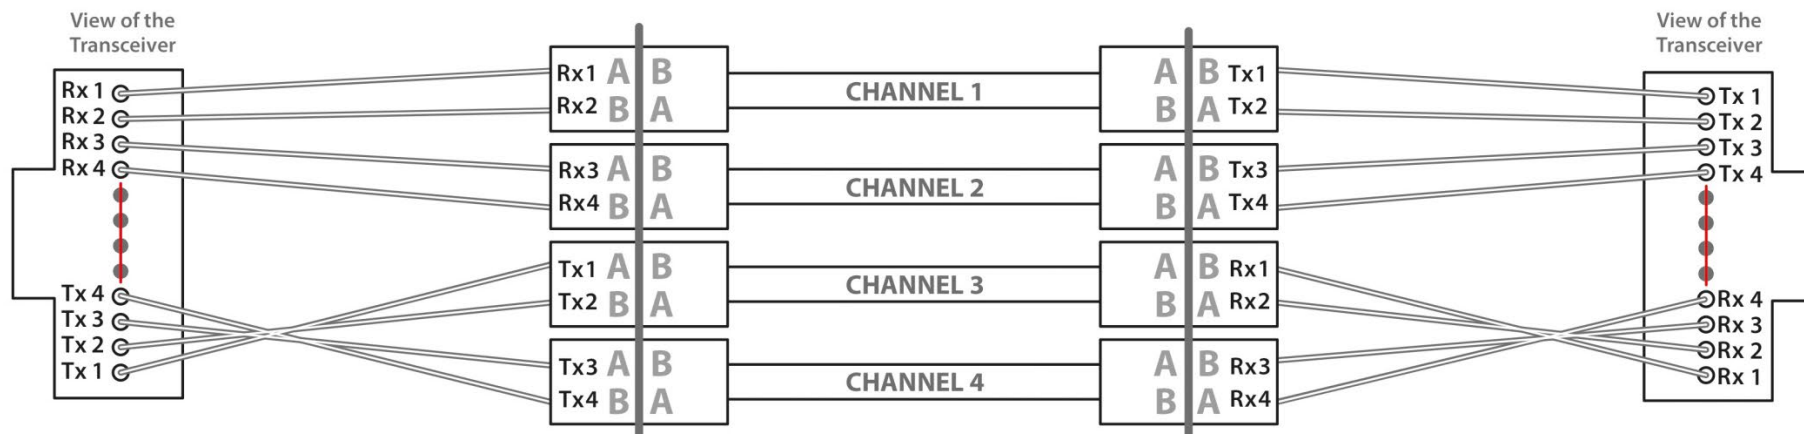 View of the
Transceiver
Rx 1
Rx 2
Rx 3
Rx 4
Tx 4
Tx 3
Tx 2
Tx 1
Rx1 A B
Rx2 B A
CHANNEL 1
A B Tx1
B A Tx2
Rx3 A B
Rx4 B A
CHANNEL 2
A B Tx3
B A Tx4
Tx1 A B
Tx2 B A
CHANNEL 3
A B Rx1
B A Rx2
Tx3 A B
Tx4 B A
CHANNEL 4
A B Rx3
B A Rx4
View of the
Transceiver
Tx 1
Tx 2
Tx 3
Tx 4
Rx 4
Rx 3
Rx 2
Rx 1